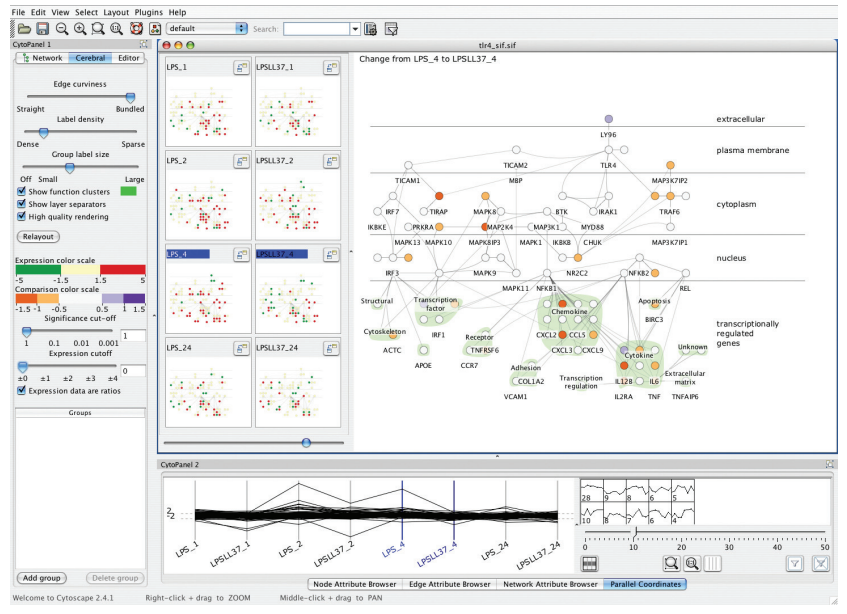 File Edit View Select Layout Plugins Help
default
Search:
CytoPanel 1
tlr4_sif.sif
Network Cerebral Editor
Edge curviness
Straight Bundled
Label density
Dense Sparse
Group label size
Off Small Large
Show function clusters
Show layer separators
High quality rendering
Relayout
Expression color scale
-5 -1.5 1.5 5
Comparison color scale
-1.5 -1 -0.5 0.5 1 1.5
Significance cut-off
1
1 0.1 0.01 0.001
Expression cutoff
0
±0 ±1 ±2 ±3 ±4
Expression data are ratios
Groups
Add group Delete group
LPS_1 LPSLL37_1
LPS_2 LPSLL37_2
LPS_4 LPSLL37_4
LPS_24 LPSLL37_24
Change from LPS_4 to LPSLL37_4
extracellular
LY96
plasma membrane
TICAM2 TLR4
TICAM1 MBP MAP3K7IP2
cytoplasm
IRF7 TIRAP MAPK8 BTK IRAK1 TRAF6
IKBKE PRKRA MAP2K4 MAP3K1 MYD88
MAPK13 MAPK10 MAPK8IP3 MAPK1 IKBKB CHUK MAP3K7IP1
nucleus
IRF3 MAPK9 NR2C2 NFKB2
MAPK11 NFKB1 REL
Structural Transcription factor Chemokine Apoptosis
BIRC3
transcriptionally
regulated
genes
Cytoskeleton IRF1 Receptor CXCL2 CCL5
ACTC TNFRSF6 CXCL3 CXCL9 Cytokine Unknown
APOE CCR7 Adhesion
COL1A2 Transcription regulation IL12B IL6 Extracellular matrix
VCAM1 IL2RA TNF TNFAIP6
CytoPanel 2
2
-2
LPS_1 LPSLL37_1 LPS_2 LPSLL37_2 LPS_4 LPSLL37_4 LPS_24 LPSLL37_24
28 9 8 6 5
10 8 7 6 4
0 10 20 30 40 50
Node Attribute Browser Edge Attribute Browser Network Attribute Browser Parallel Coordinates
Welcome to Cytoscape 2.4.1 Right-click + drag to ZOOM Middle-click + drag to PAN